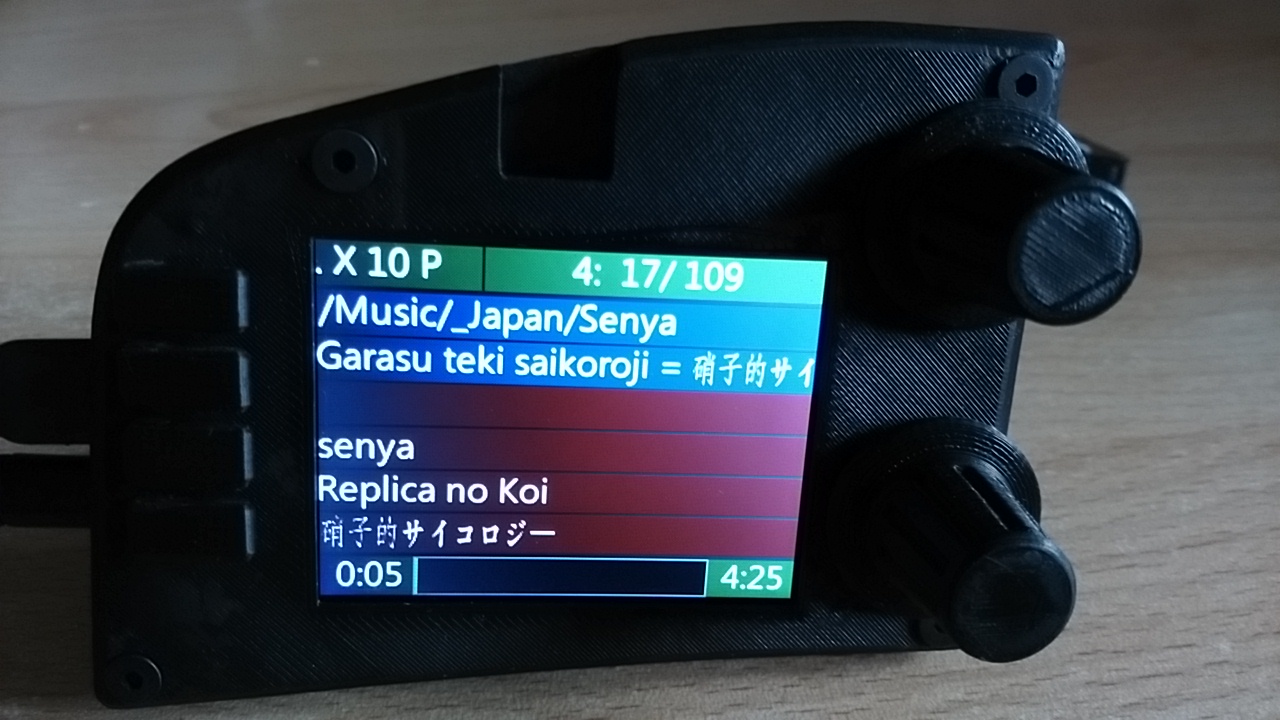 . X 10 P 4: 17/ 109
/Music/_Japan/Senya
Garasu teki saikoroji = 硝子的サイ
senya
Replica no Koi
硝子的サイコロジー
0:05 4:25